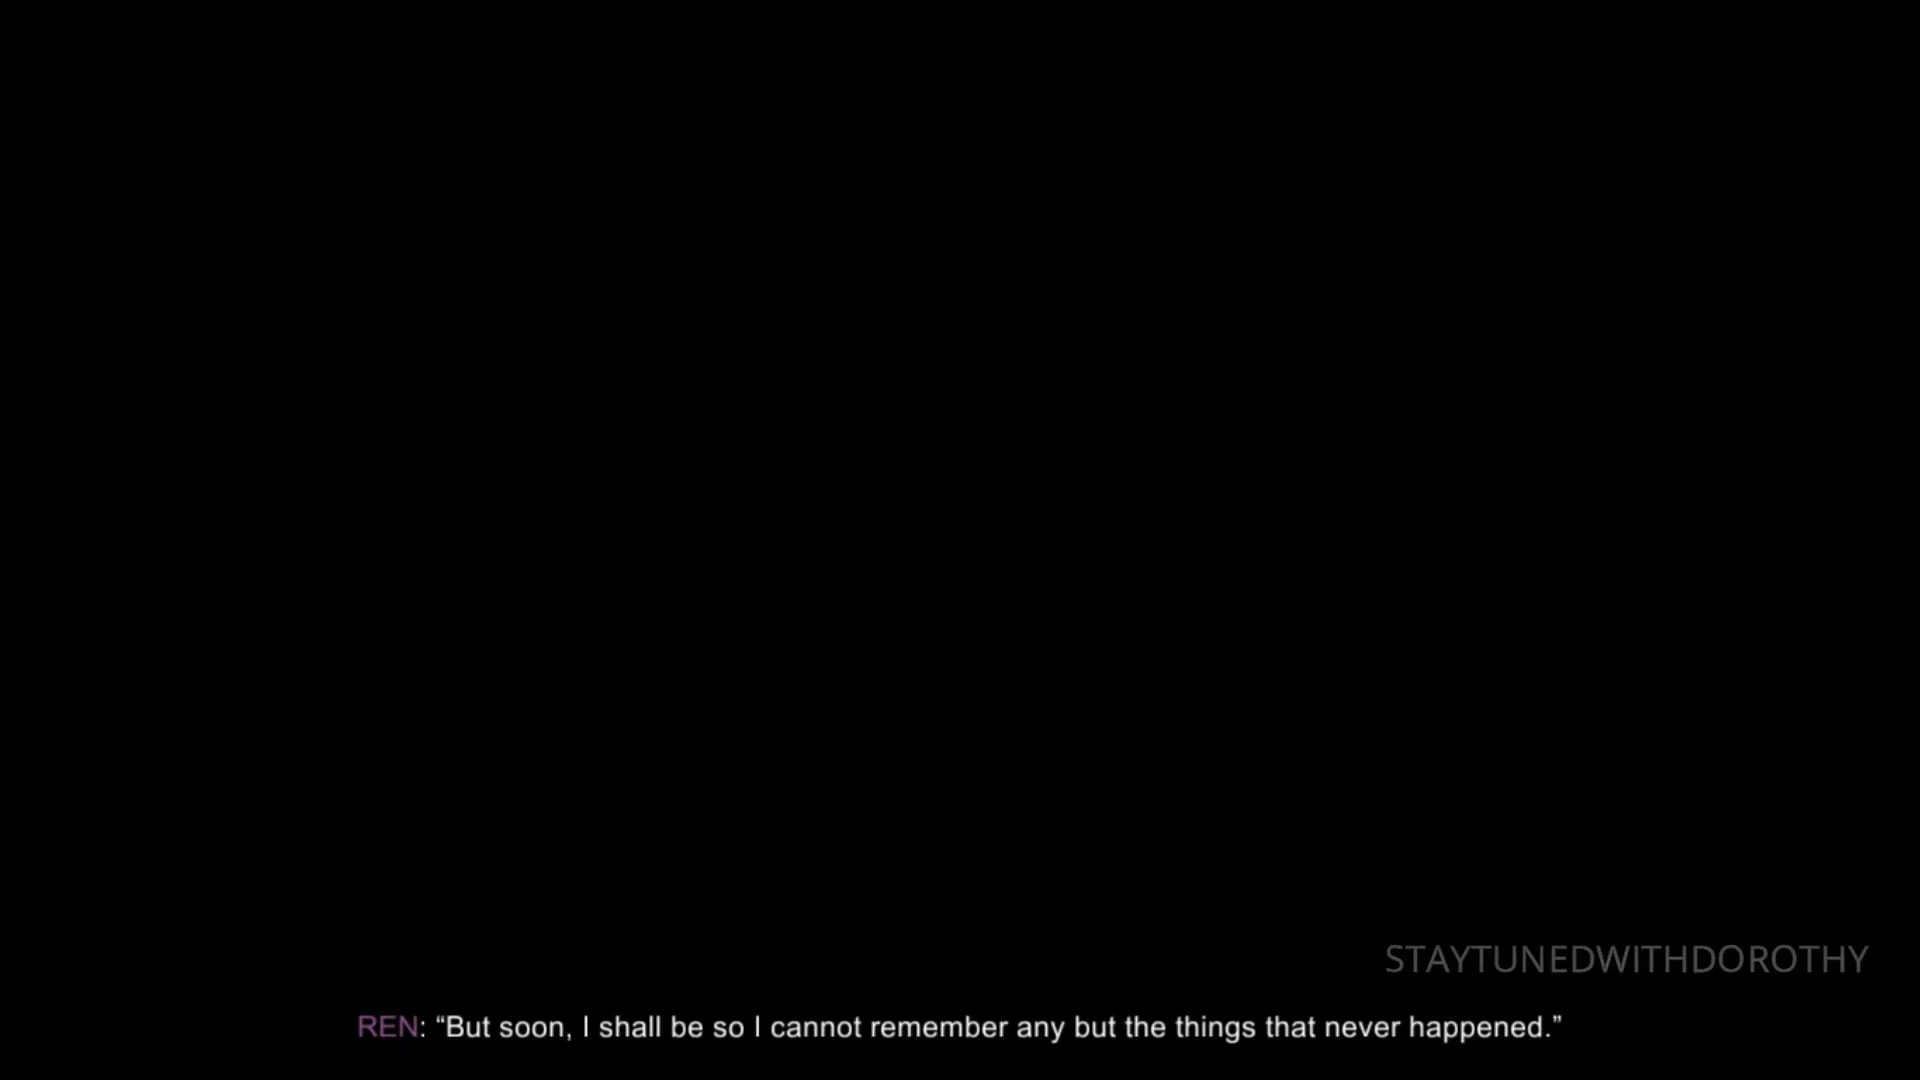 STAYTUNEDWITHDOROTHY
REN: “But soon, I shall be so I cannot remember any but the things that never happened.”